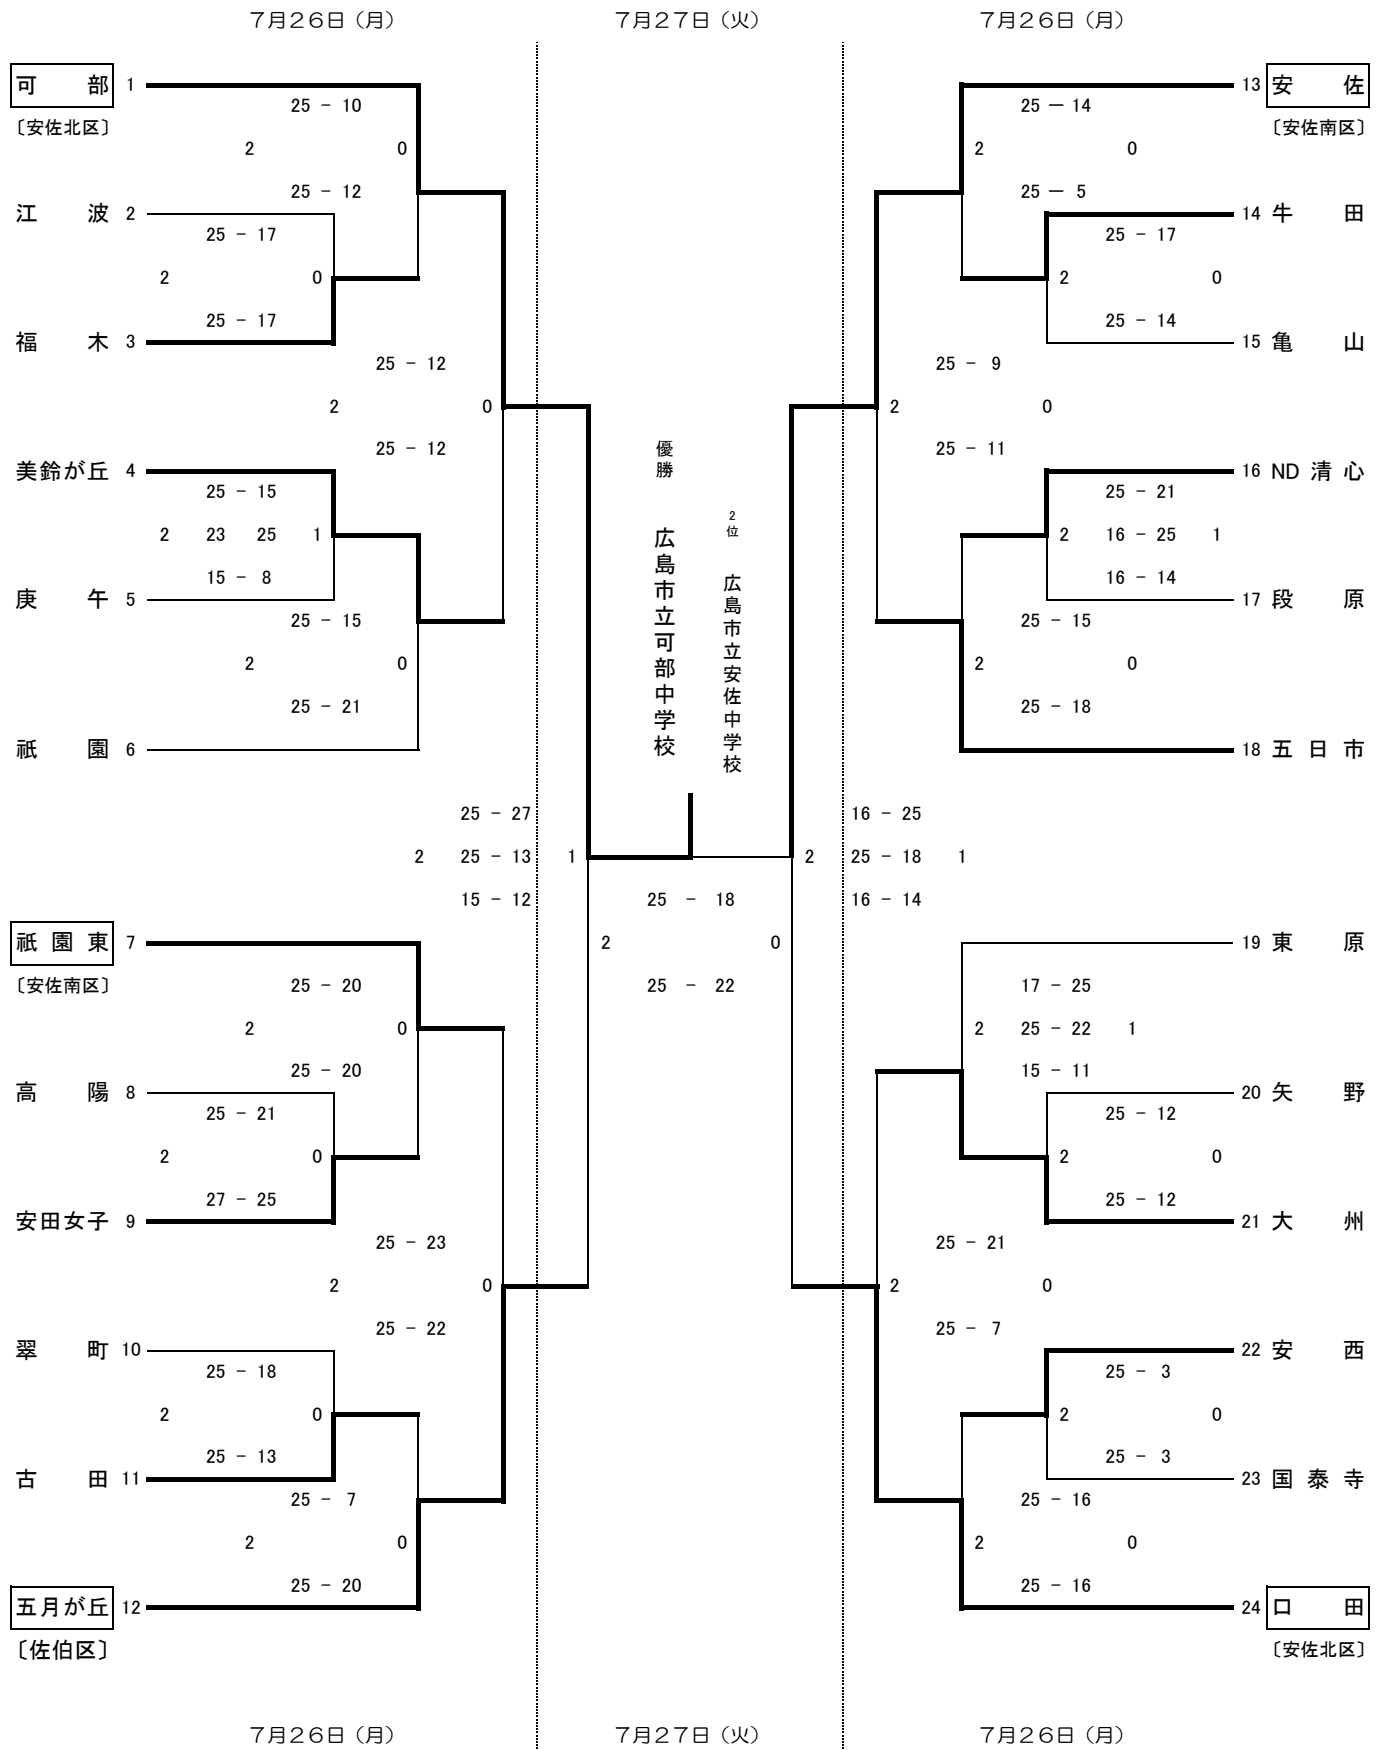 7月26日（月）
7月27日（火）
7月26日（月）
可部 1
〔安佐北区〕
25 - 10
2 0
25 - 12
江波 2
25 - 17
2 0
25 - 17
福木 3
25 - 12
2 0
25 - 12
美鈴が丘 4
25 - 15
2 23 25 1
15 - 8
庚午 5
25 - 15
2 0
25 - 21
祇園 6
25 - 27
2 25 - 13 1
15 - 12
祇園東 7
〔安佐南区〕
25 - 20
2 0
25 - 20
高陽 8
25 - 21
2 0
27 - 25
安田女子 9
25 - 23
2 0
25 - 22
翠町 10
25 - 18
2 0
25 - 13
古田 11
25 - 7
2 0
25 - 20
五月が丘 12
〔佐伯区〕
優勝 広島市立可部中学校
2位 広島市立安佐中学校
25 - 18
2 0
25 - 22
13 安佐
〔安佐南区〕
25 — 14
2 0
25 — 5
14 牛田
25 - 17
2 0
25 - 14
15 亀山
25 - 9
2 0
25 - 11
16 ND清心
25 - 21
2 16 - 25 1
16 - 14
17 段原
25 - 15
2 0
25 - 18
18 五日市
16 - 25
2 25 - 18 1
16 - 14
19 東原
17 - 25
2 25 - 22 1
15 - 11
20 矢野
25 - 12
2 0
25 - 12
21 大州
25 - 21
2 0
25 - 7
22 安西
25 - 3
2 0
25 - 3
23 国泰寺
25 - 16
2 0
25 - 16
24 口田
〔安佐北区〕
7月26日（月）
7月27日（火）
7月26日（月）